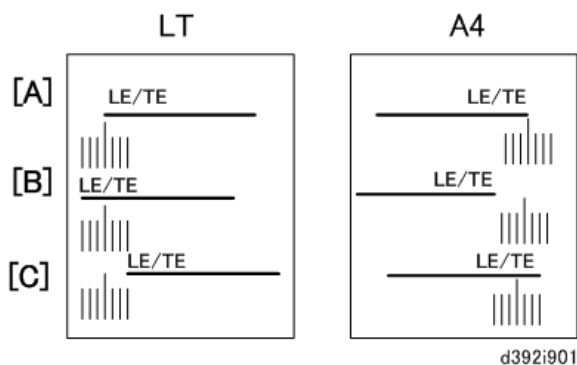 LT A4
[A] LE/TE LE/TE
[B] LE/TE LE/TE
[C] LE/TE LE/TE
d392i901